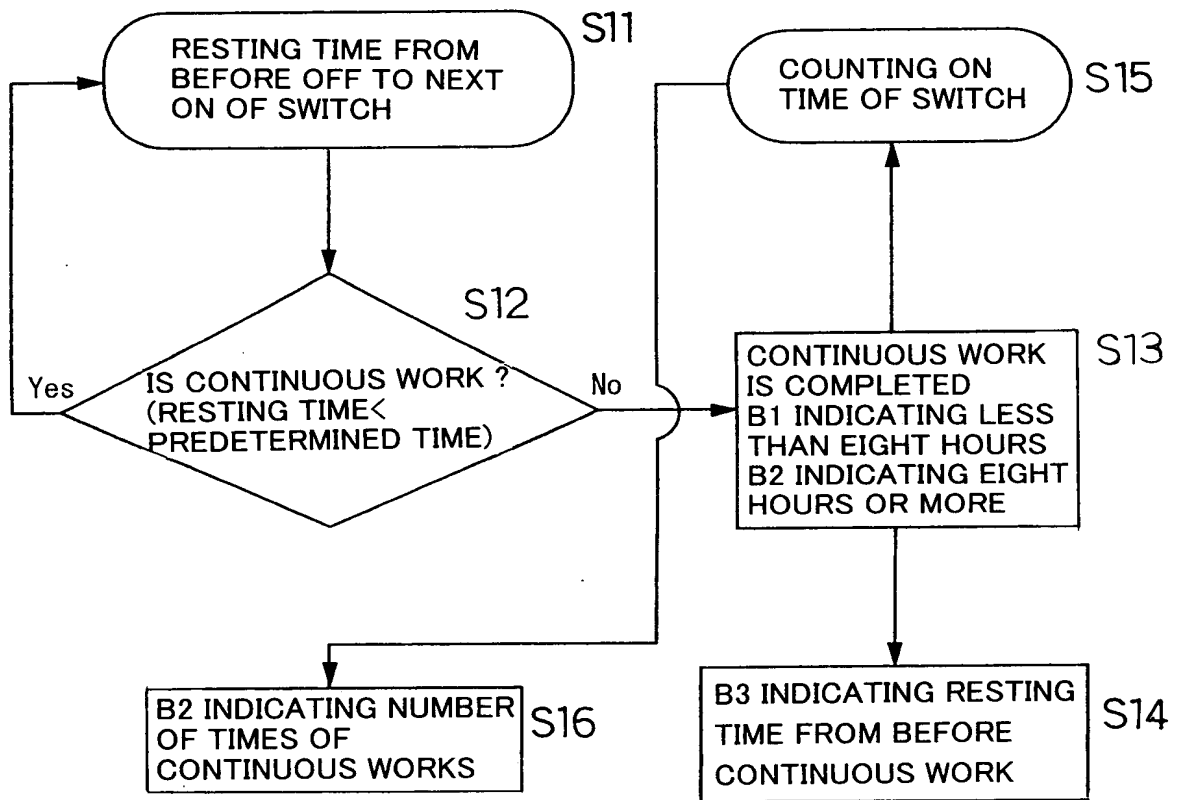 RESTING TIME FROM
BEFORE OFF TO NEXT
ON OF SWITCH
S11
COUNTING ON
TIME OF SWITCH
S15
S12
IS CONTINUOUS WORK ?
(RESTING TIME<
PREDETERMINED TIME)
Yes
No
CONTINUOUS WORK
IS COMPLETED
B1 INDICATING LESS
THAN EIGHT HOURS
B2 INDICATING EIGHT
HOURS OR MORE
S13
B2 INDICATING NUMBER
OF TIMES OF
CONTINUOUS WORKS
S16
B3 INDICATING RESTING
TIME FROM BEFORE
CONTINUOUS WORK
S14